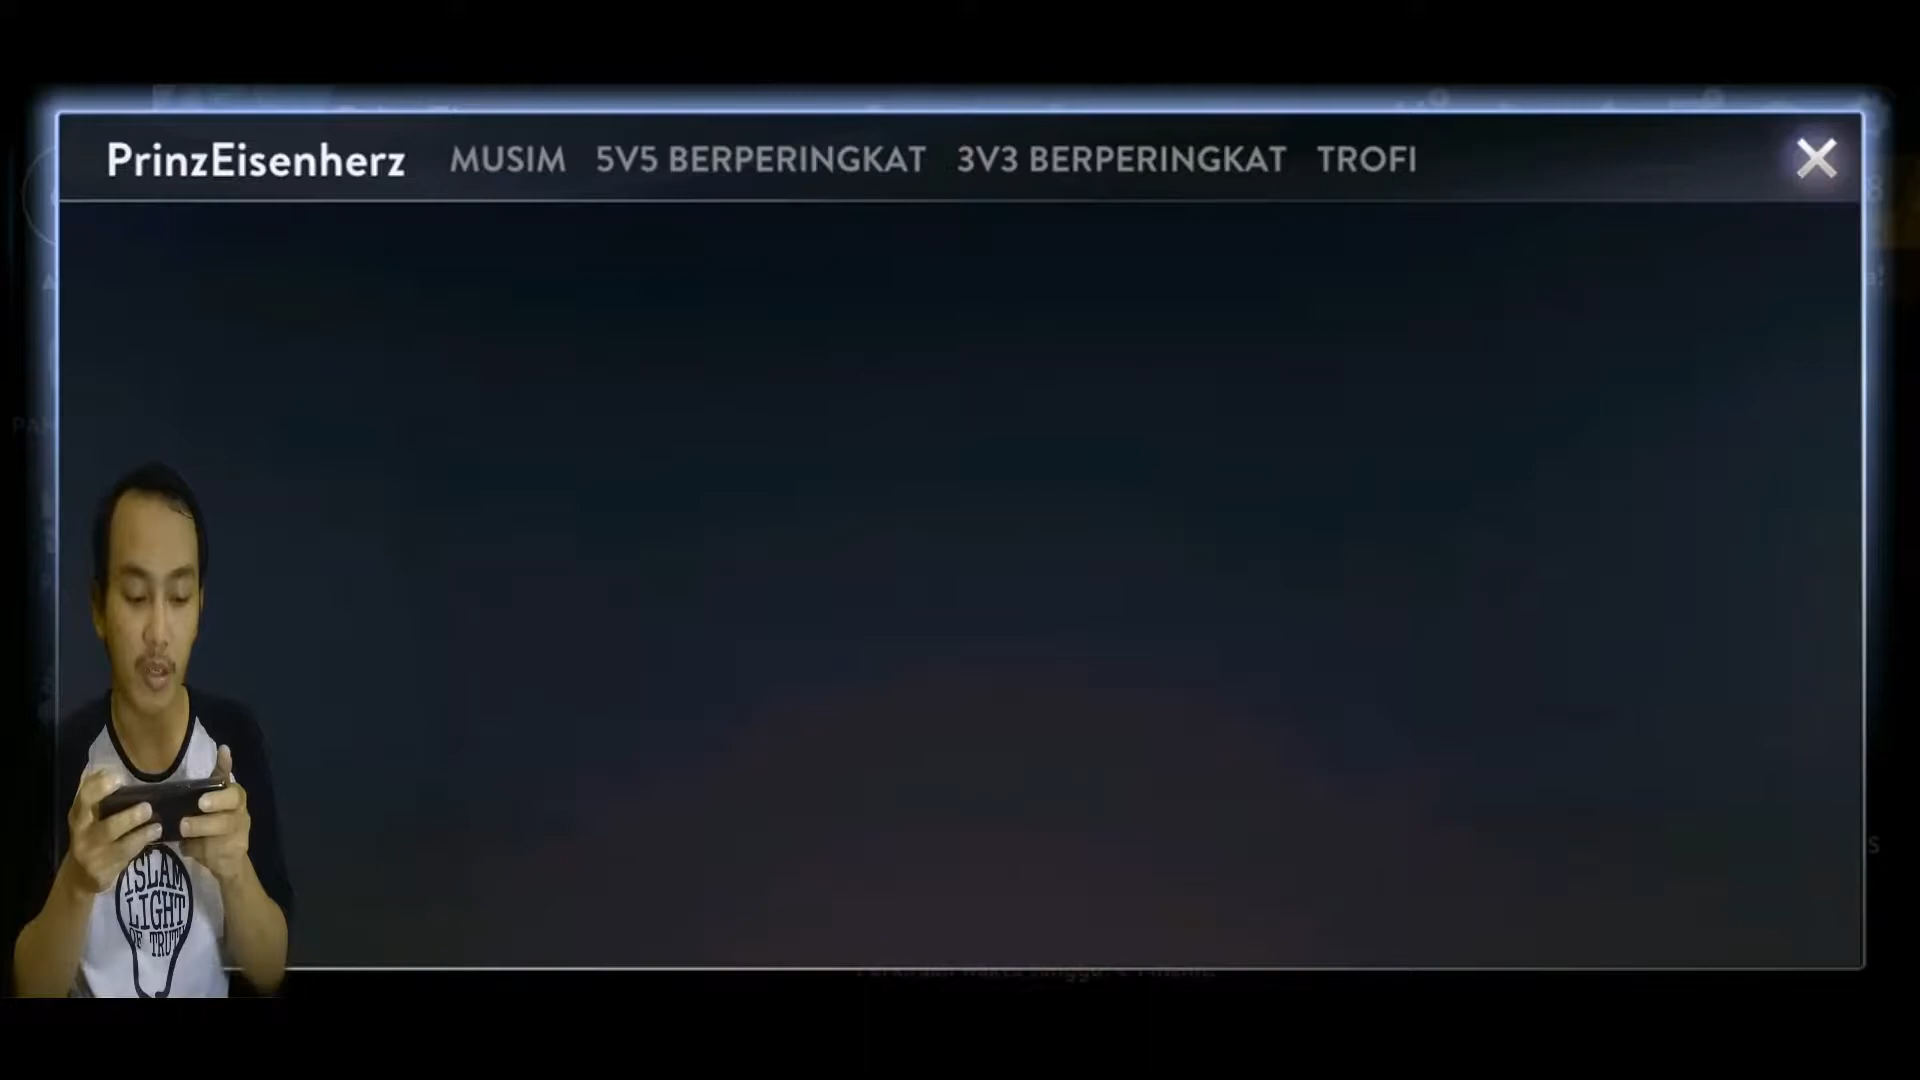 PrinzEisenherz MUSIM 5V5 BERPERINGKAT 3V3 BERPERINGKAT TROFI
ISLAM
LIGHT
OF TRUTH